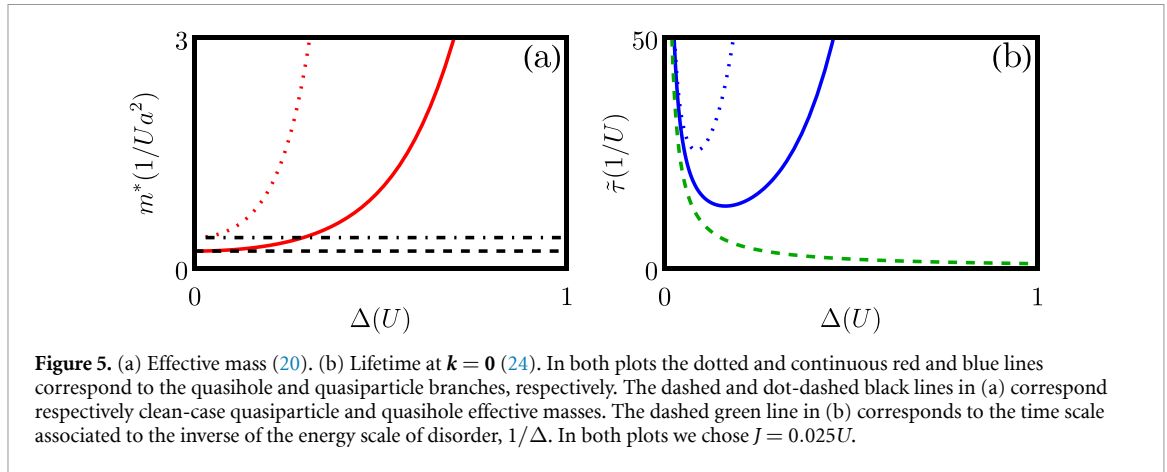 3
(a)
m*(1/Ua²)
0
0
1
Δ(U)
50
(b)
τ̃(1/U)
0
0
1
Δ(U)
Figure 5. (a) Effective mass (20). (b) Lifetime at k = 0 (24). In both plots the dotted and continuous red and blue lines
correspond to the quasihole and quasiparticle branches, respectively. The dashed and dot-dashed black lines in (a) correspond
respectively clean-case quasiparticle and quasihole effective masses. The dashed green line in (b) corresponds to the time scale
associated to the inverse of the energy scale of disorder, 1/Δ. In both plots we chose J = 0.025U.